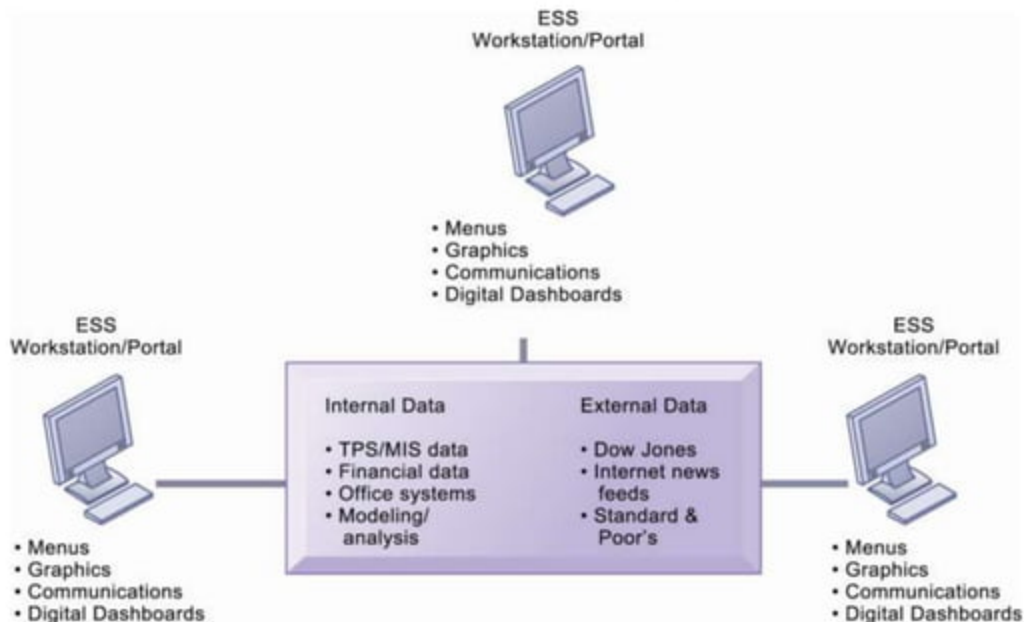 ESS
Workstation/Portal
• Menus
• Graphics
• Communications
• Digital Dashboards
ESS
Workstation/Portal
• Menus
• Graphics
• Communications
• Digital Dashboards
Internal Data
• TPS/MIS data
• Financial data
• Office systems
• Modeling/
analysis
External Data
• Dow Jones
• Internet news
feeds
• Standard &
Poor's
ESS
Workstation/Portal
• Menus
• Graphics
• Communications
• Digital Dashboards